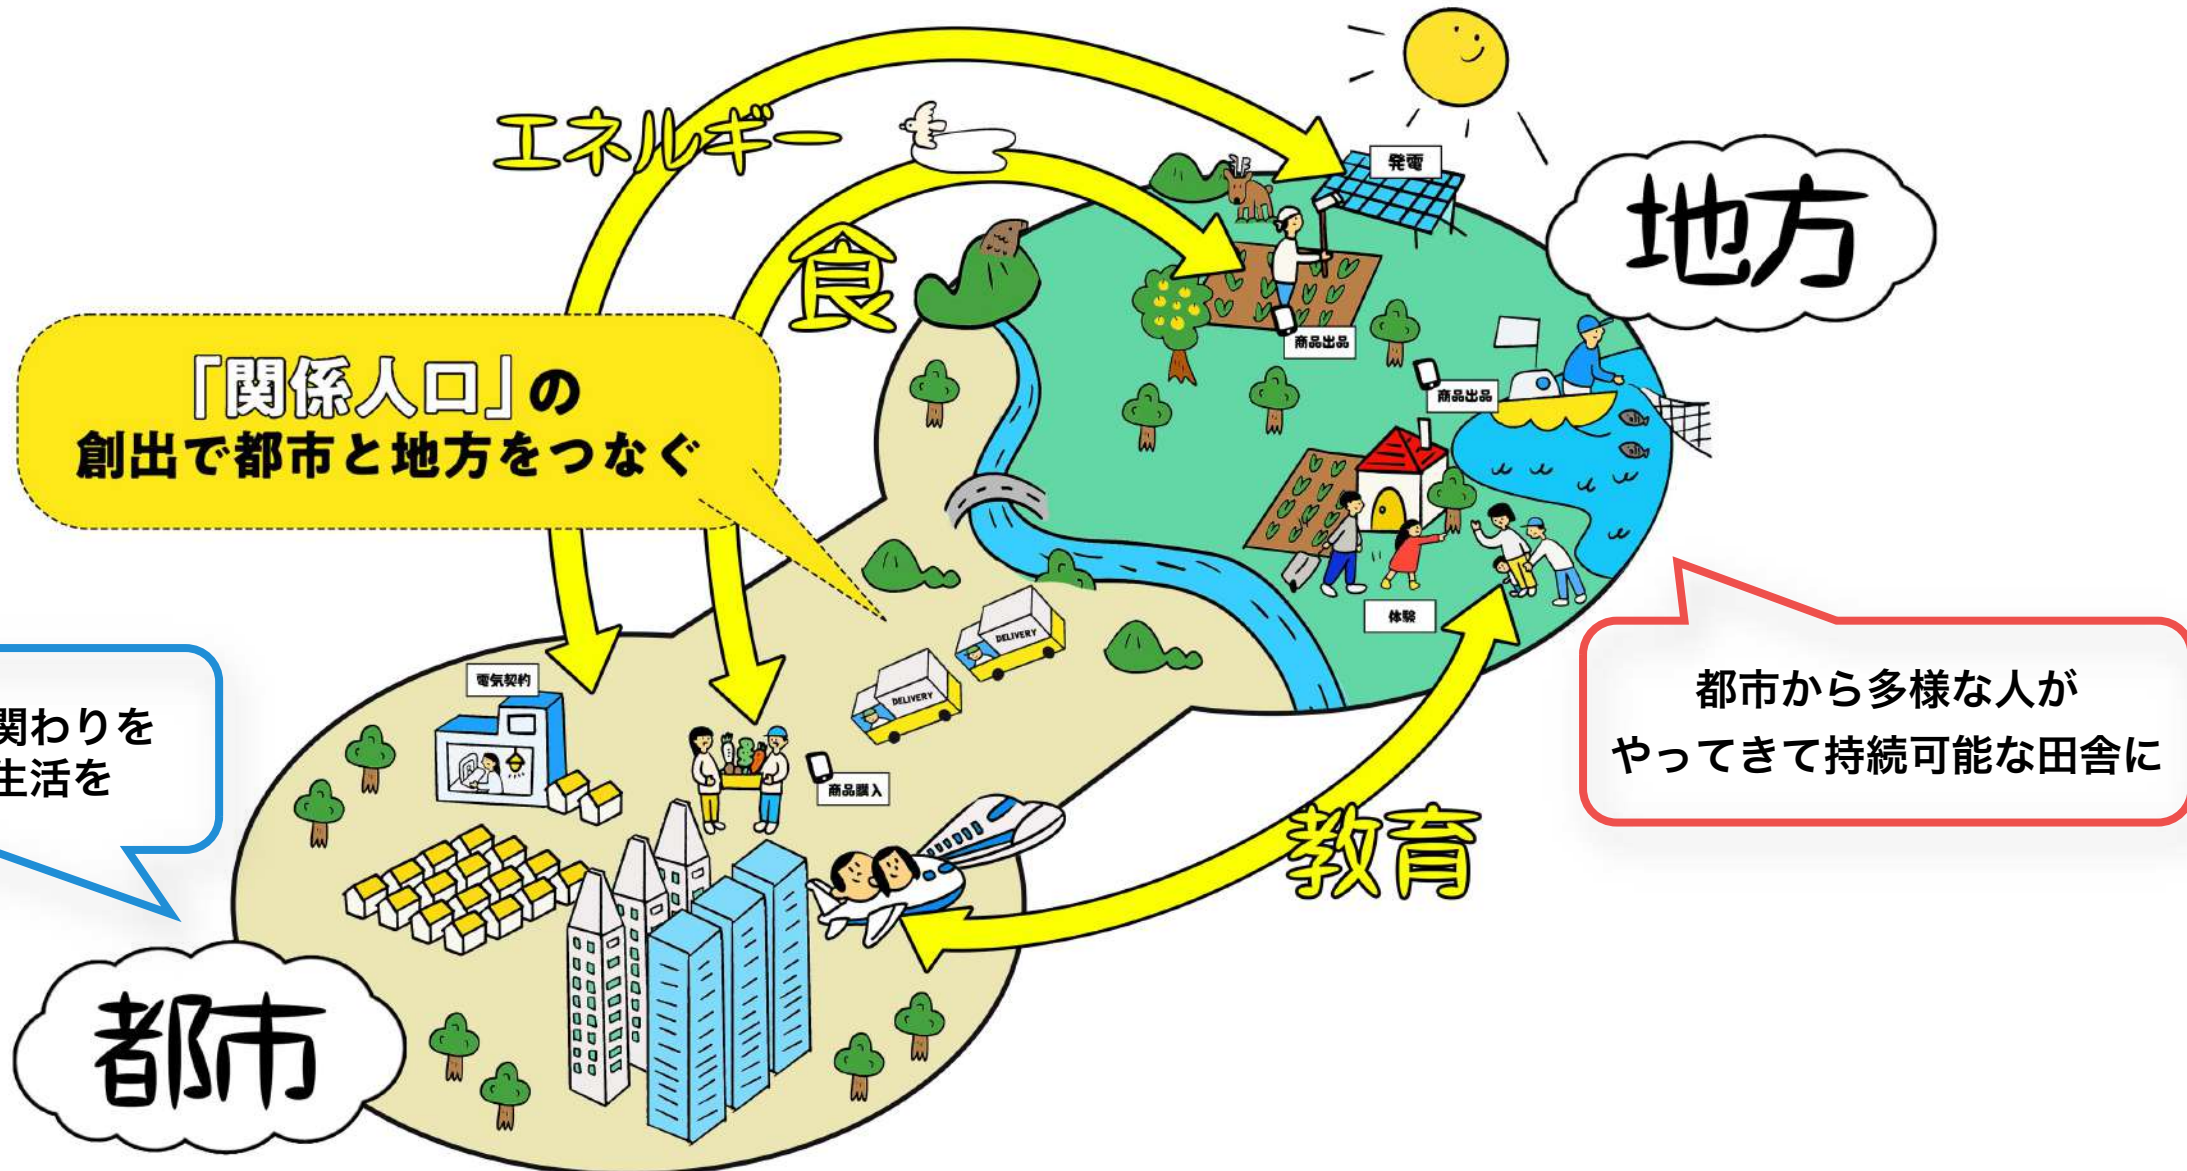 エネルギー
発電
地方
食
商品出品
「関係人口」の
創出で都市と地方をつなぐ
商品出品
体験
DELIVERY
都市から多様な人が
やってきて持続可能な田舎に
電気契約
DELIVERY
関わりを
生活を
商品購入
教育
都市